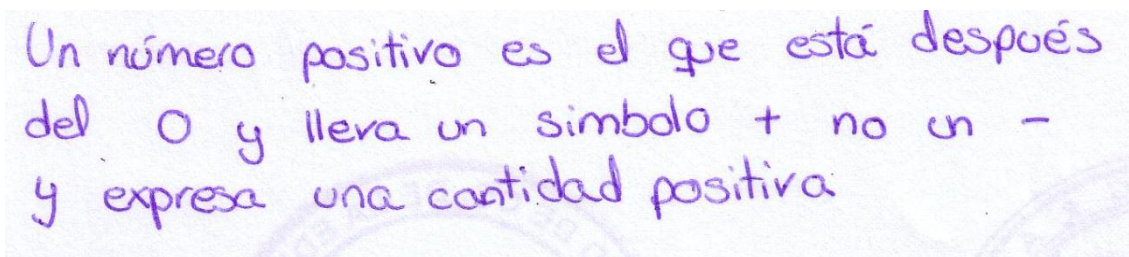 Un número positivo es el que está después
del 0 y lleva un simbolo + no un -
y expresa una cantidad positiva